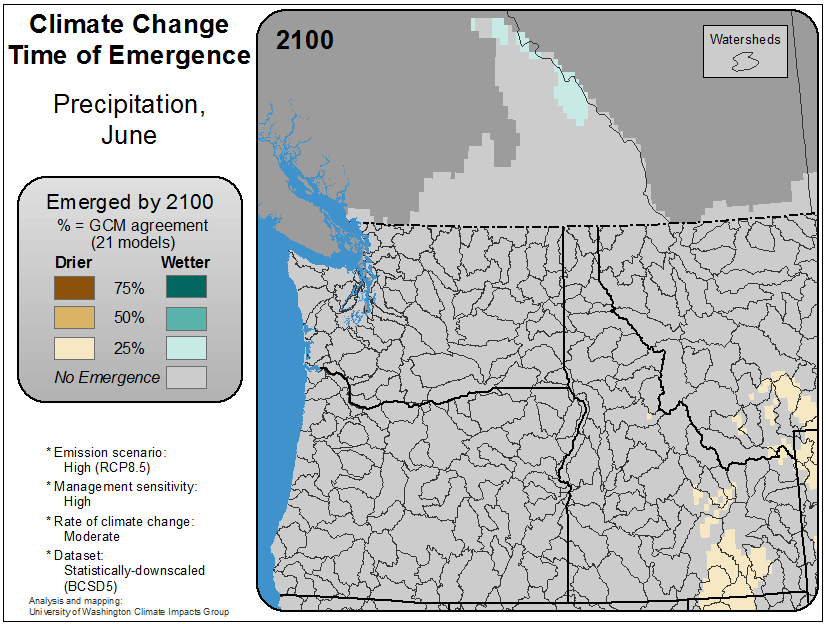 Climate Change
Time of Emergence
Precipitation,
June
Emerged by 2100
% = GCM agreement
(21 models)
Drier Wetter
75%
50%
25%
No Emergence
* Emission scenario:
High (RCP8.5)
* Management sensitivity:
High
* Rate of climate change:
Moderate
* Dataset:
Statistically-downscaled
(BCSD5)
Analysis and mapping:
University of Washington Climate Impacts Group
2100
Watersheds